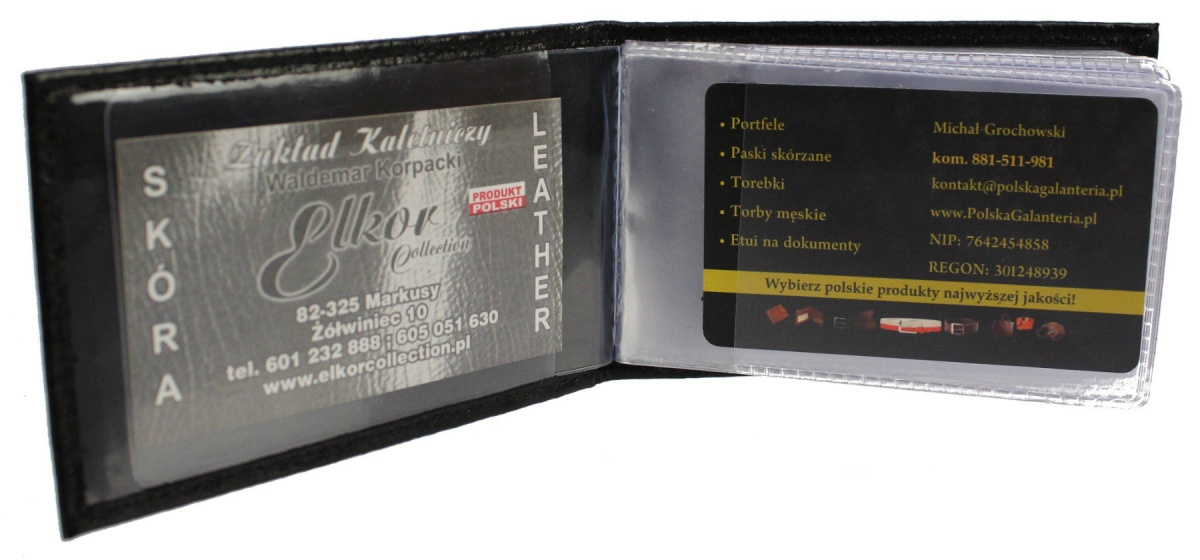 SKÓRA
Zakład Kaletniczy
Waldemar Korpacki
PRODUKT
POLSKI
Elkor
Collection
82-325 Markusy
Żółwiniec 10
tel. 601 232 888 ; 605 051 630
www.elkorcollection.pl
LEATHER
• Portfele
• Paski skórzane
• Torebki
• Torby męskie
• Etui na dokumenty
Michał Grochowski
kom. 881-511-981
kontakt@polskagalanteria.pl
www.PolskaGalanteria.pl
NIP: 7642454858
REGON: 301248939
Wybierz polskie produkty najwyższej jakości!